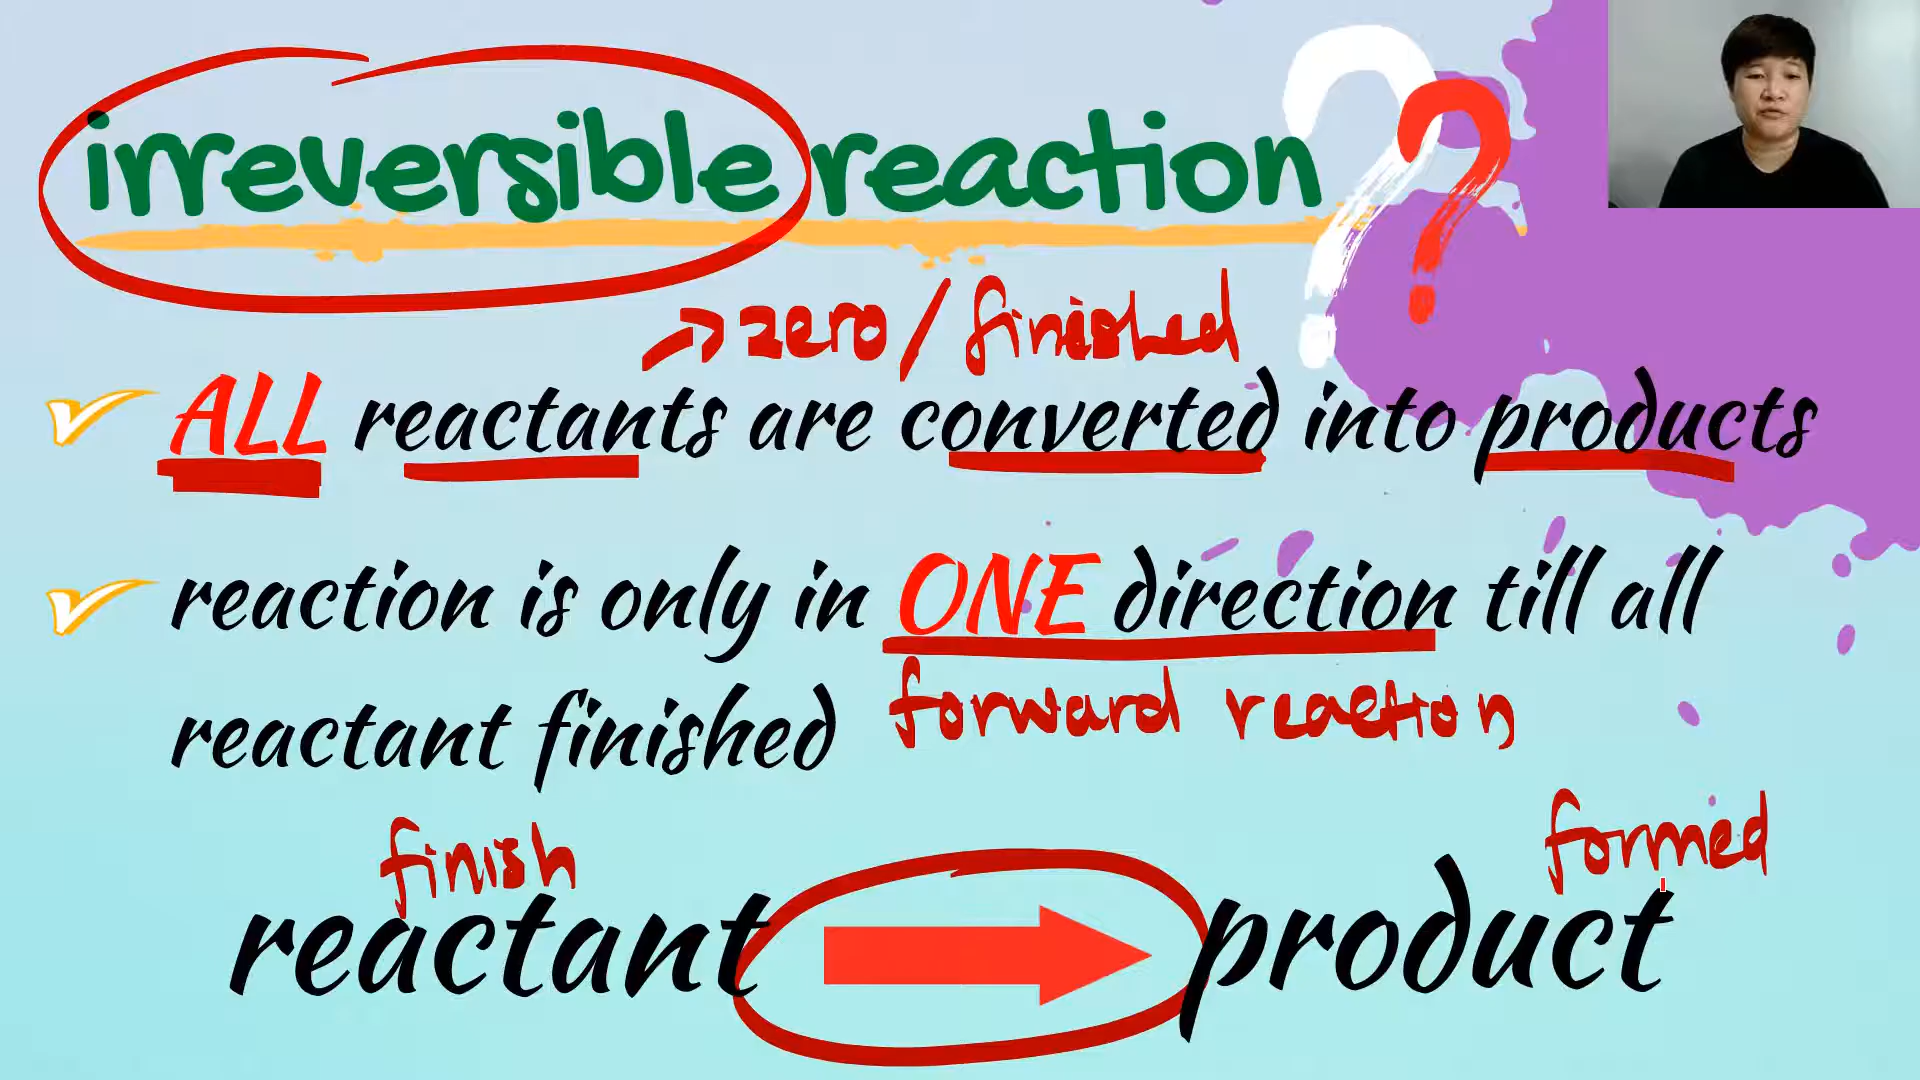 irreversible reaction ??
→ zero / finished
ALL reactants are converted into products
reaction is only in ONE direction till all
forward reaction
reactant finished
finish
formed
reactant → product